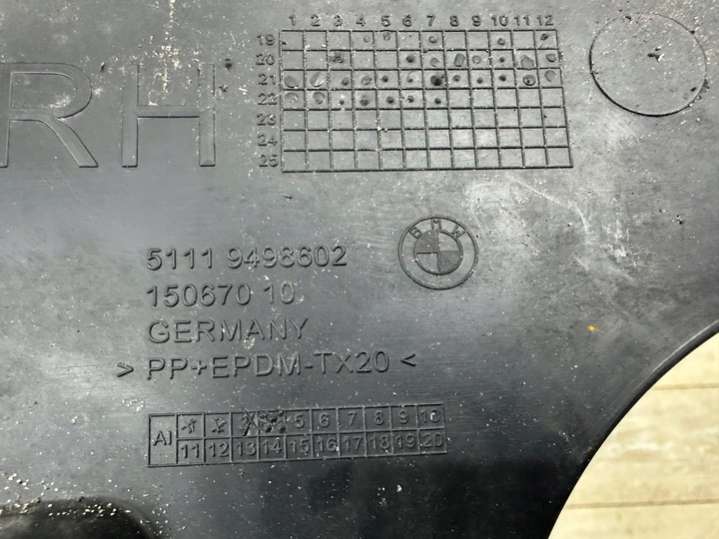 1 2 3 4 5 6 7 8 9 10 11 12
19
20
21
22
23
24
25
RH
BMW
5111 9498602
150670 10
GERMANY
> PP+EPDM-TX20 <
AI 5 6 7 8 9 10
11 12 13 14 15 16 17 18 19 20